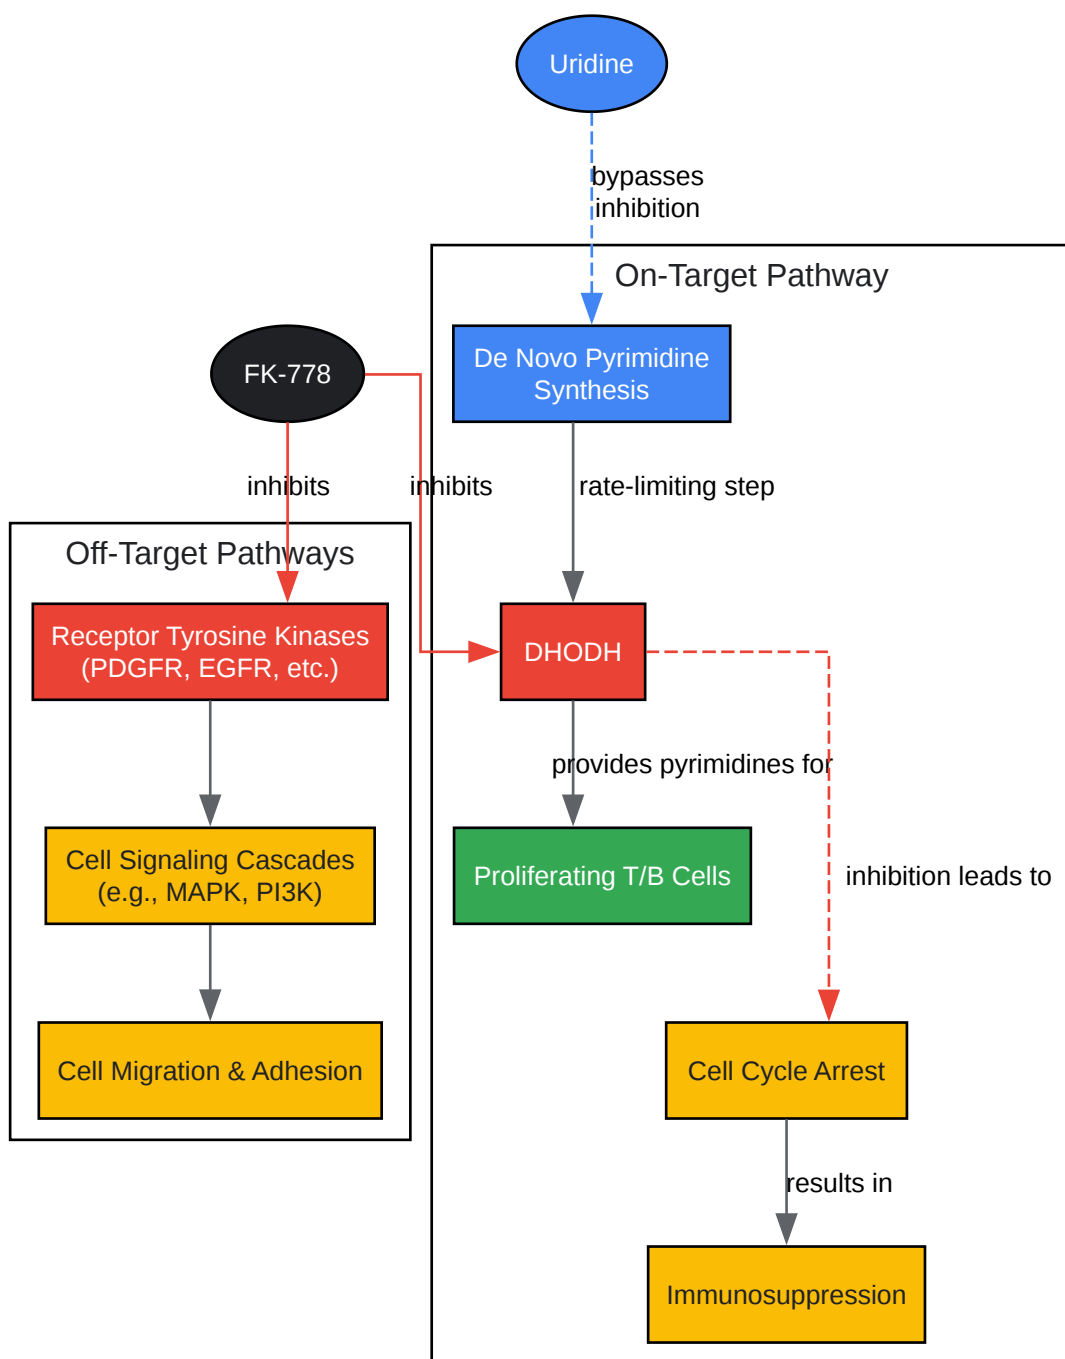 Uridine
bypasses
inhibition
On-Target Pathway
De Novo Pyrimidine
Synthesis
FK-778
inhibits
inhibits
rate-limiting step
Off-Target Pathways
Receptor Tyrosine Kinases
(PDGFR, EGFR, etc.)
DHODH
provides pyrimidines for
Cell Signaling Cascades
(e.g., MAPK, PI3K)
Proliferating T/B Cells
inhibition leads to
Cell Migration & Adhesion
Cell Cycle Arrest
results in
Immunosuppression